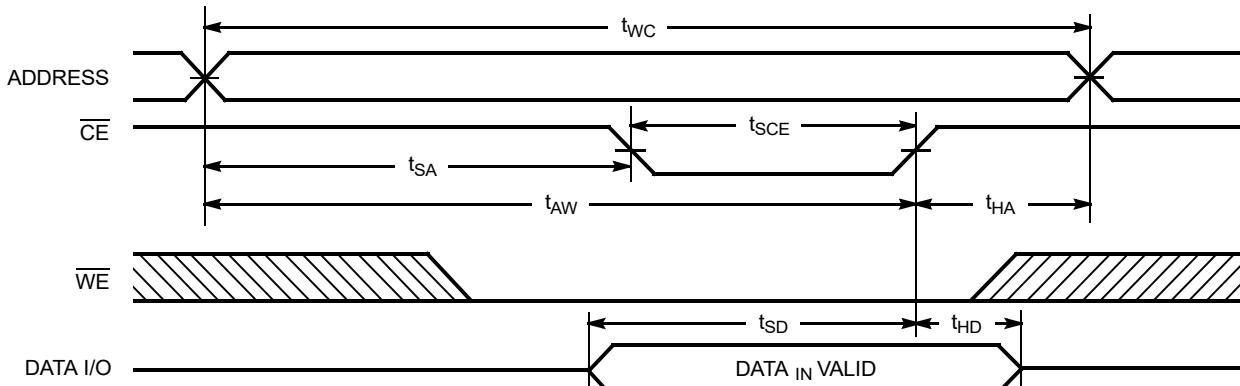 tWC
ADDRESS
CE
tSCE
tSA
tAW
tHA
WE
tSD
tHD
DATA I/O
DATA IN VALID